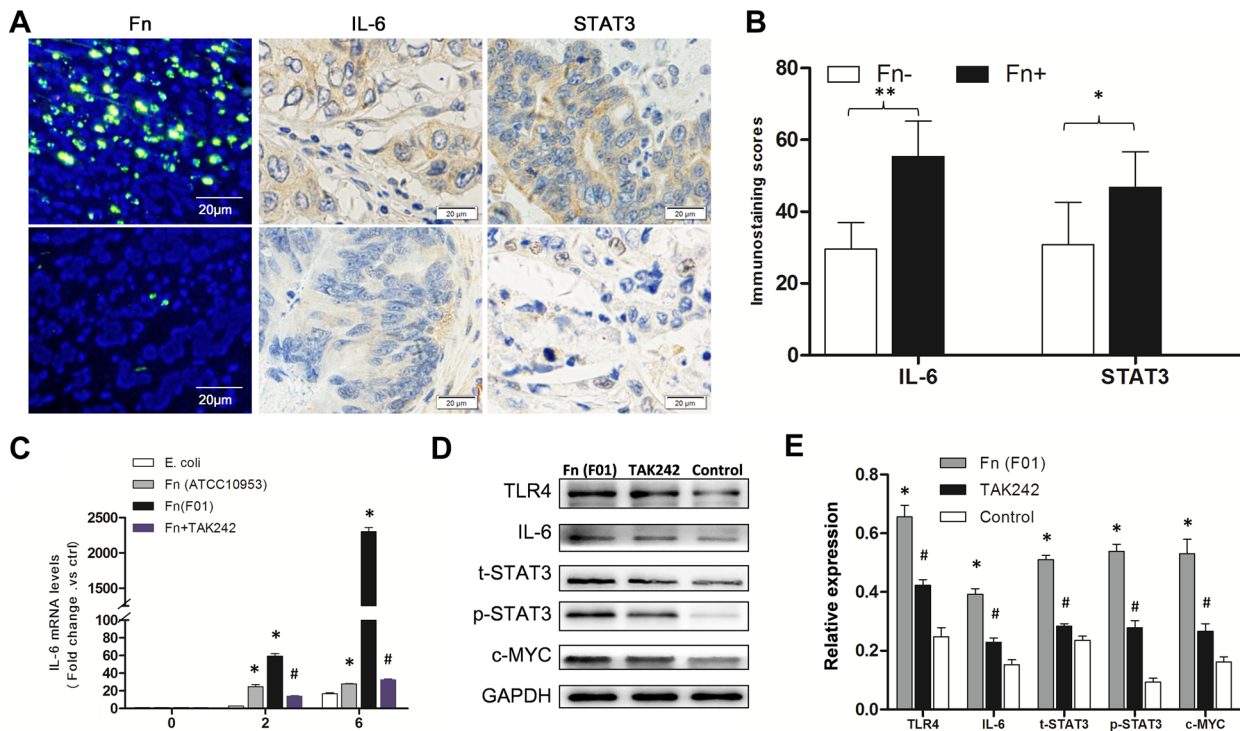 A
Fn
IL-6
STAT3
20μm
20 μm
20 μm
20μm
20 μm
20 μm
B
Fn-
Fn+
**
*
Immunostaining scores
80
60
40
20
0
IL-6
STAT3
C
E. coli
Fn (ATCC10953)
Fn(F01)
Fn+TAK242
IL-6 mRNA levels
( Fold change .vs ctrl)
2500
2200
1900
1600
1300
100
80
60
40
20
0
* * #
* * #
0
2
6
D
Fn (F01) TAK242 Control
TLR4
IL-6
t-STAT3
p-STAT3
c-MYC
GAPDH
E
Fn (F01)
TAK242
Control
Relative expression
0.8
0.6
0.4
0.2
0.0
* # * # * # * # * #
TLR4
IL-6
t-STAT3
p-STAT3
c-MYC